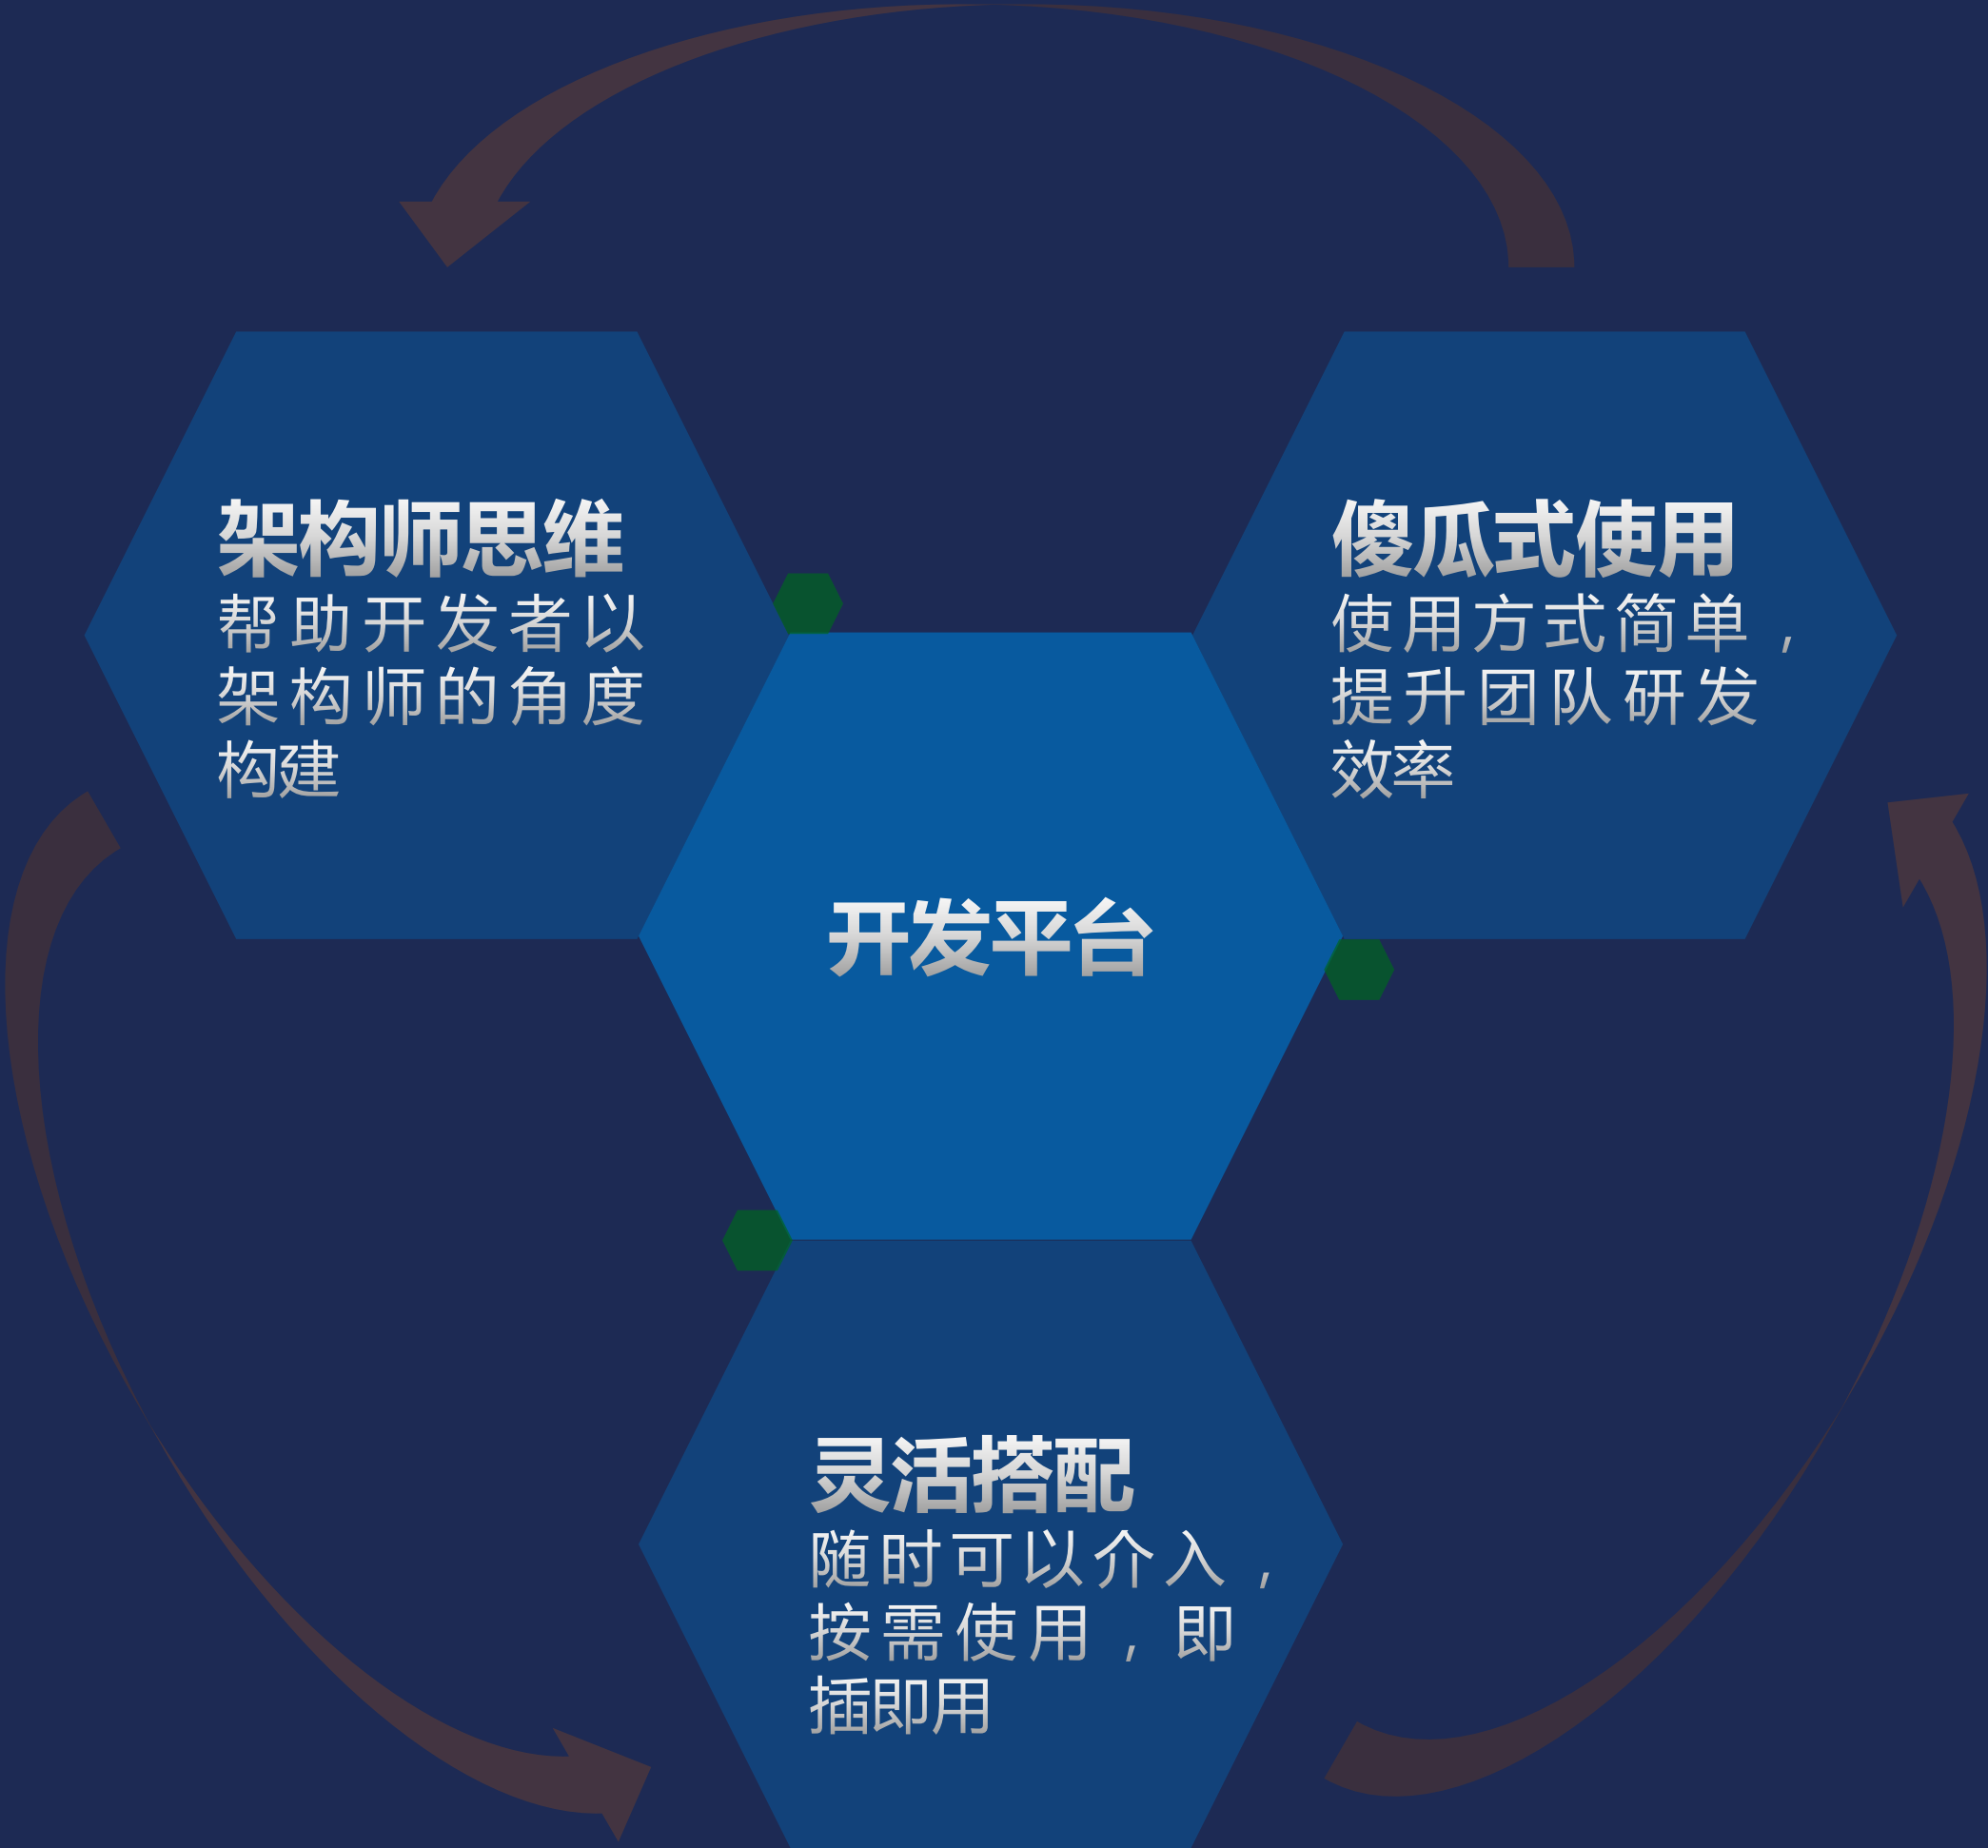 架构师思维
帮助开发者以
架构师的角度
构建
傻瓜式使用
使用方式简单，
提升团队研发
效率
开发平台
灵活搭配
随时可以介入，
按需使用，即
插即用